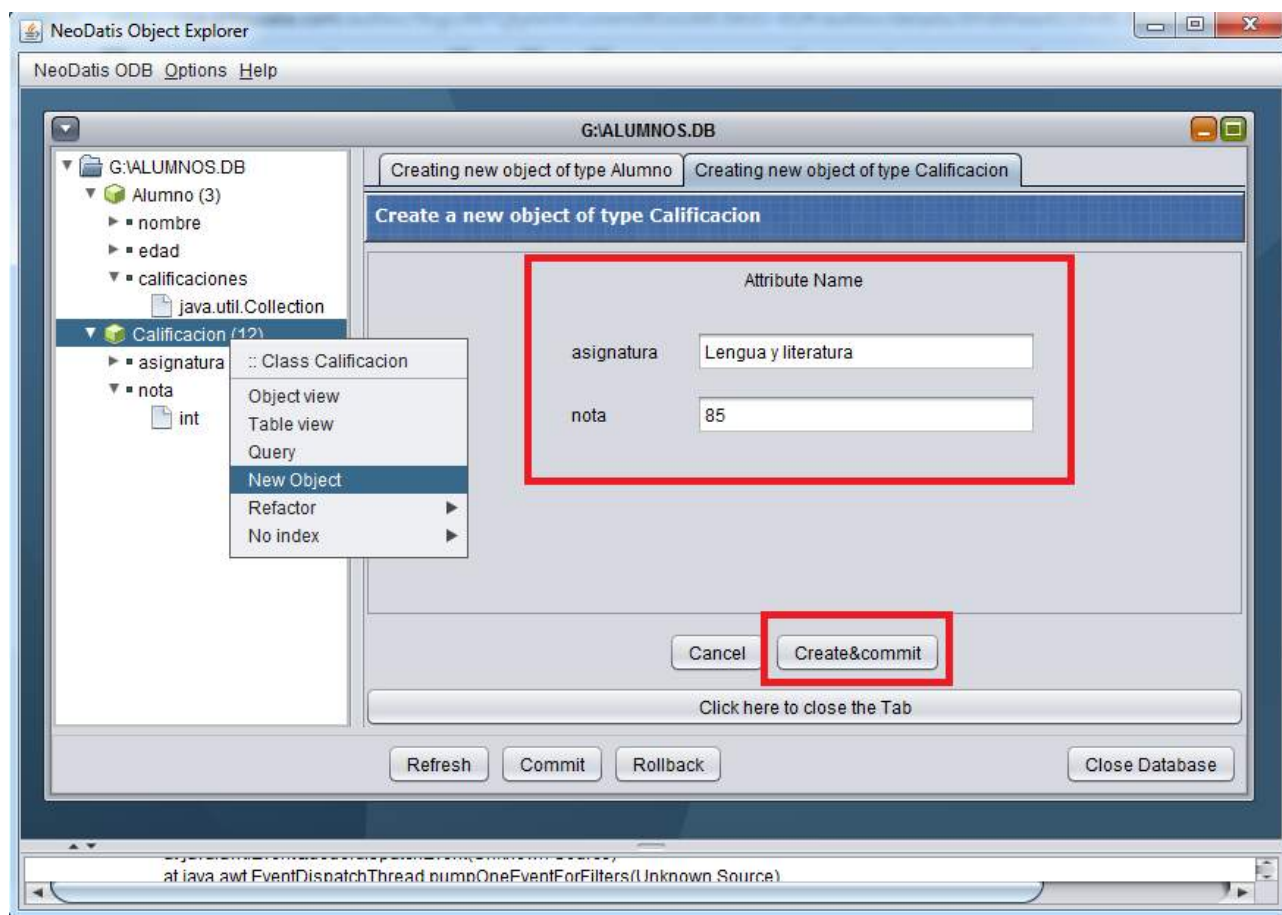 NeoDatis Object Explorer
NeoDatis ODB Options Help
G:\ALUMNOS.DB
G:\ALUMNOS.DB
Alumno (3)
nombre
edad
calificaciones
java.util.Collection
Calificacion (12)
asignatura
nota
int
:: Class Calificacion
Object view
Table view
Query
New Object
Refactor
No index
Creating new object of type Alumno
Creating new object of type Calificacion
Create a new object of type Calificacion
Attribute Name
asignatura Lengua y literatura
nota 85
Cancel Create&commit
Click here to close the Tab
Refresh Commit Rollback Close Database
at java.awt.EventDispatchThread.pumpOneEventForFilters(Unknown Source)